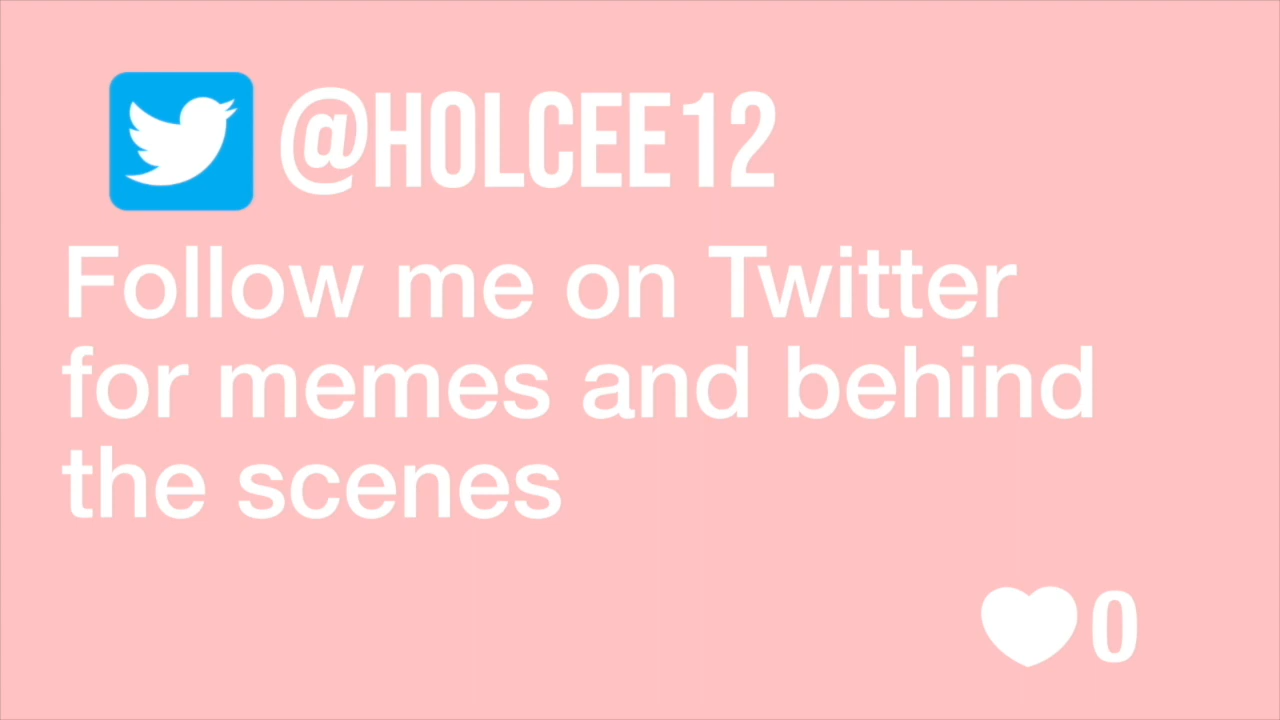 @HOLCEE12
Follow me on Twitter
for memes and behind
the scenes
0